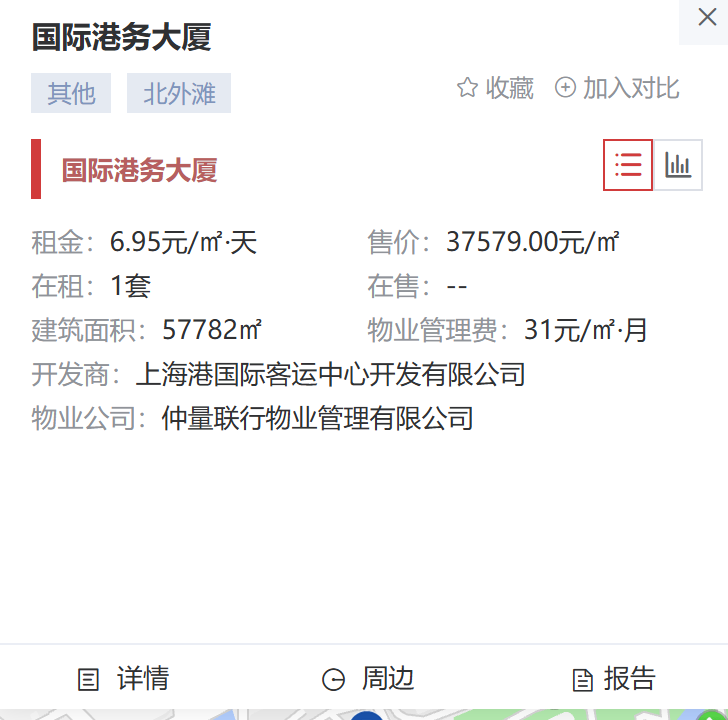 国际港务大厦
其他 北外滩 收藏 加入对比
国际港务大厦
租金：6.95元/㎡·天 售价：37579.00元/㎡
在租：1套 在售：--
建筑面积：57782㎡ 物业管理费：31元/㎡·月
开发商：上海港国际客运中心开发有限公司
物业公司：仲量联行物业管理有限公司
详情 周边 报告